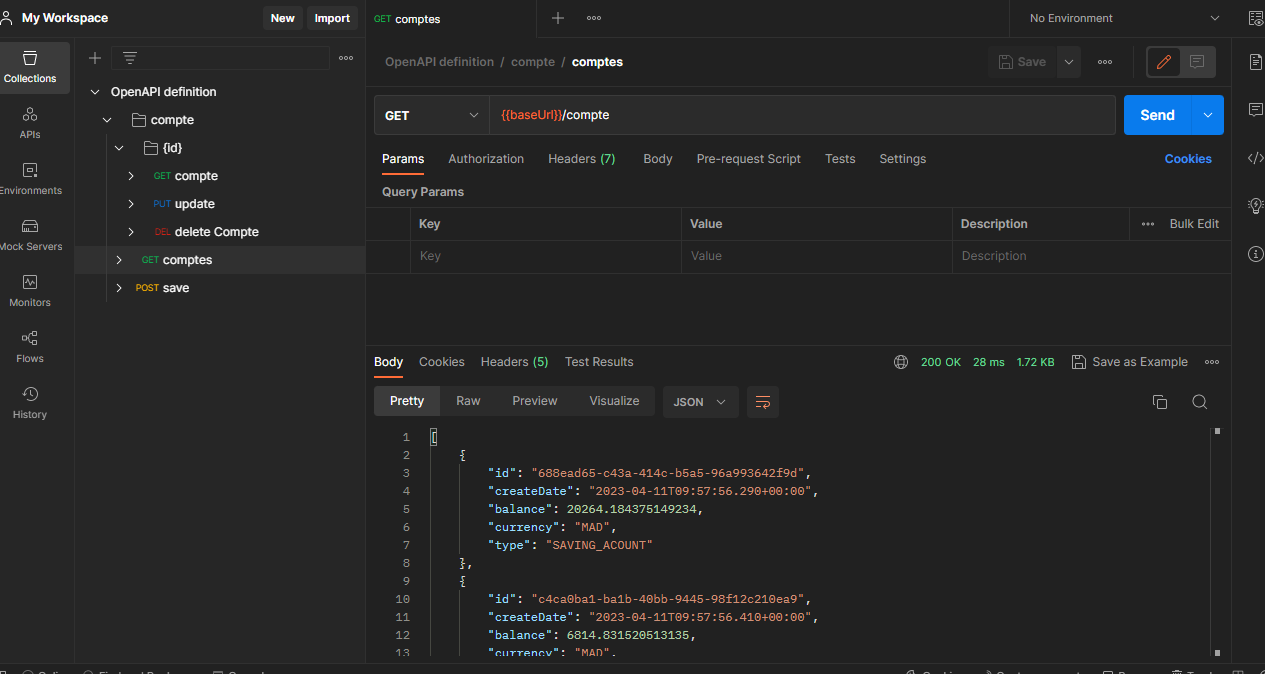 My Workspace
New
Import
GET comptes
No Environment
Collections
APIs
Environments
Mock Servers
Monitors
Flows
History
OpenAPI definition
compte
{id}
GET compte
PUT update
DEL delete Compte
GET comptes
POST save
OpenAPI definition / compte / comptes
Save
GET
{{baseUrl}}/compte
Send
Params Authorization Headers (7) Body Pre-request Script Tests Settings
Cookies
Query Params
Key Value Description Bulk Edit
Key Value Description
Body Cookies Headers (5) Test Results
200 OK 28 ms 1.72 KB Save as Example
Pretty Raw Preview Visualize JSON
1 [
2 {
3 "id": "688ead65-c43a-414c-b5a5-96a993642f9d",
4 "createDate": "2023-04-11T09:57:56.290+00:00",
5 "balance": 20264.184375149234,
6 "currency": "MAD",
7 "type": "SAVING_ACOUNT"
8 },
9 {
10 "id": "c4ca0ba1-ba1b-40bb-9445-98f12c210ea9",
11 "createDate": "2023-04-11T09:57:56.410+00:00",
12 "balance": 6814.831520513135,
13 "currency": "MAD",